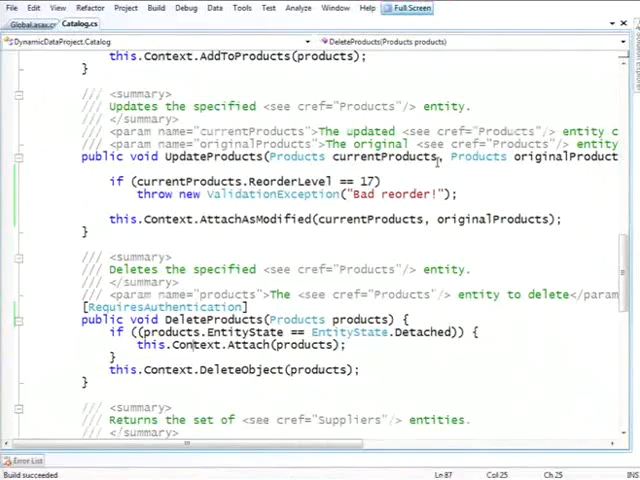 Edit View Refactor Project Build Debug Data Tools Test Analyze Window Help Full Screen
Global.asax.cs Catalog.cs
DynamicDataProject.Catalog DeleteProducts(Products products)
this.Context.AddToProducts(products);
}
/// <summary>
/// Updates the specified <see cref="Products"/> entity.
/// </summary>
/// <param name="currentProducts">The updated <see cref="Products"/> entity c
/// <param name="originalProducts">The original <see cref="Products"/> entity
public void UpdateProducts(Products currentProducts, Products originalProduct
if (currentProducts.ReorderLevel == 17)
throw new ValidationException("Bad reorder!");
this.Context.AttachAsModified(currentProducts, originalProducts);
}
/// <summary>
/// Deletes the specified <see cref="Products"/> entity.
/// </summary>
/// <param name="products">The <see cref="Products"/> entity to delete</param
[RequiresAuthentication]
public void DeleteProducts(Products products) {
if ((products.EntityState == EntityState.Detached)) {
this.Context.Attach(products);
}
this.Context.DeleteObject(products);
}
/// <summary>
/// Returns the set of <see cref="Suppliers"/> entities.
/// </summary>
Error List
Build succeeded Ln 87 Col 25 Ch 25 INS